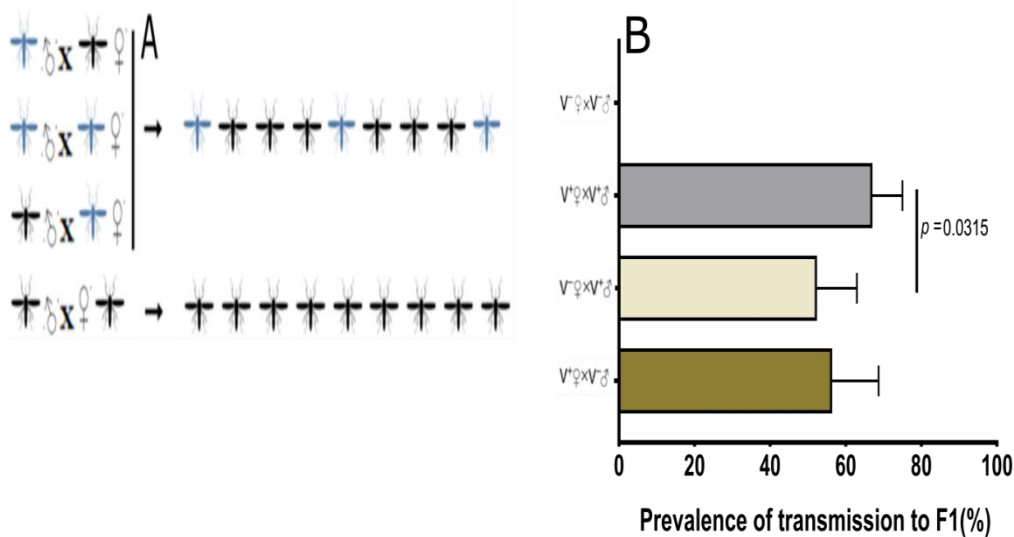 A
♂ X ♀
♂ X ♀
♂ X ♀
♂ X ♀
B
V⁻♀×V⁻♂
V⁺♀×V⁺♂
V⁻♀×V⁺♂
V⁺♀×V⁻♂
p =0.0315
0 20 40 60 80 100
Prevalence of transmission to F1(%)